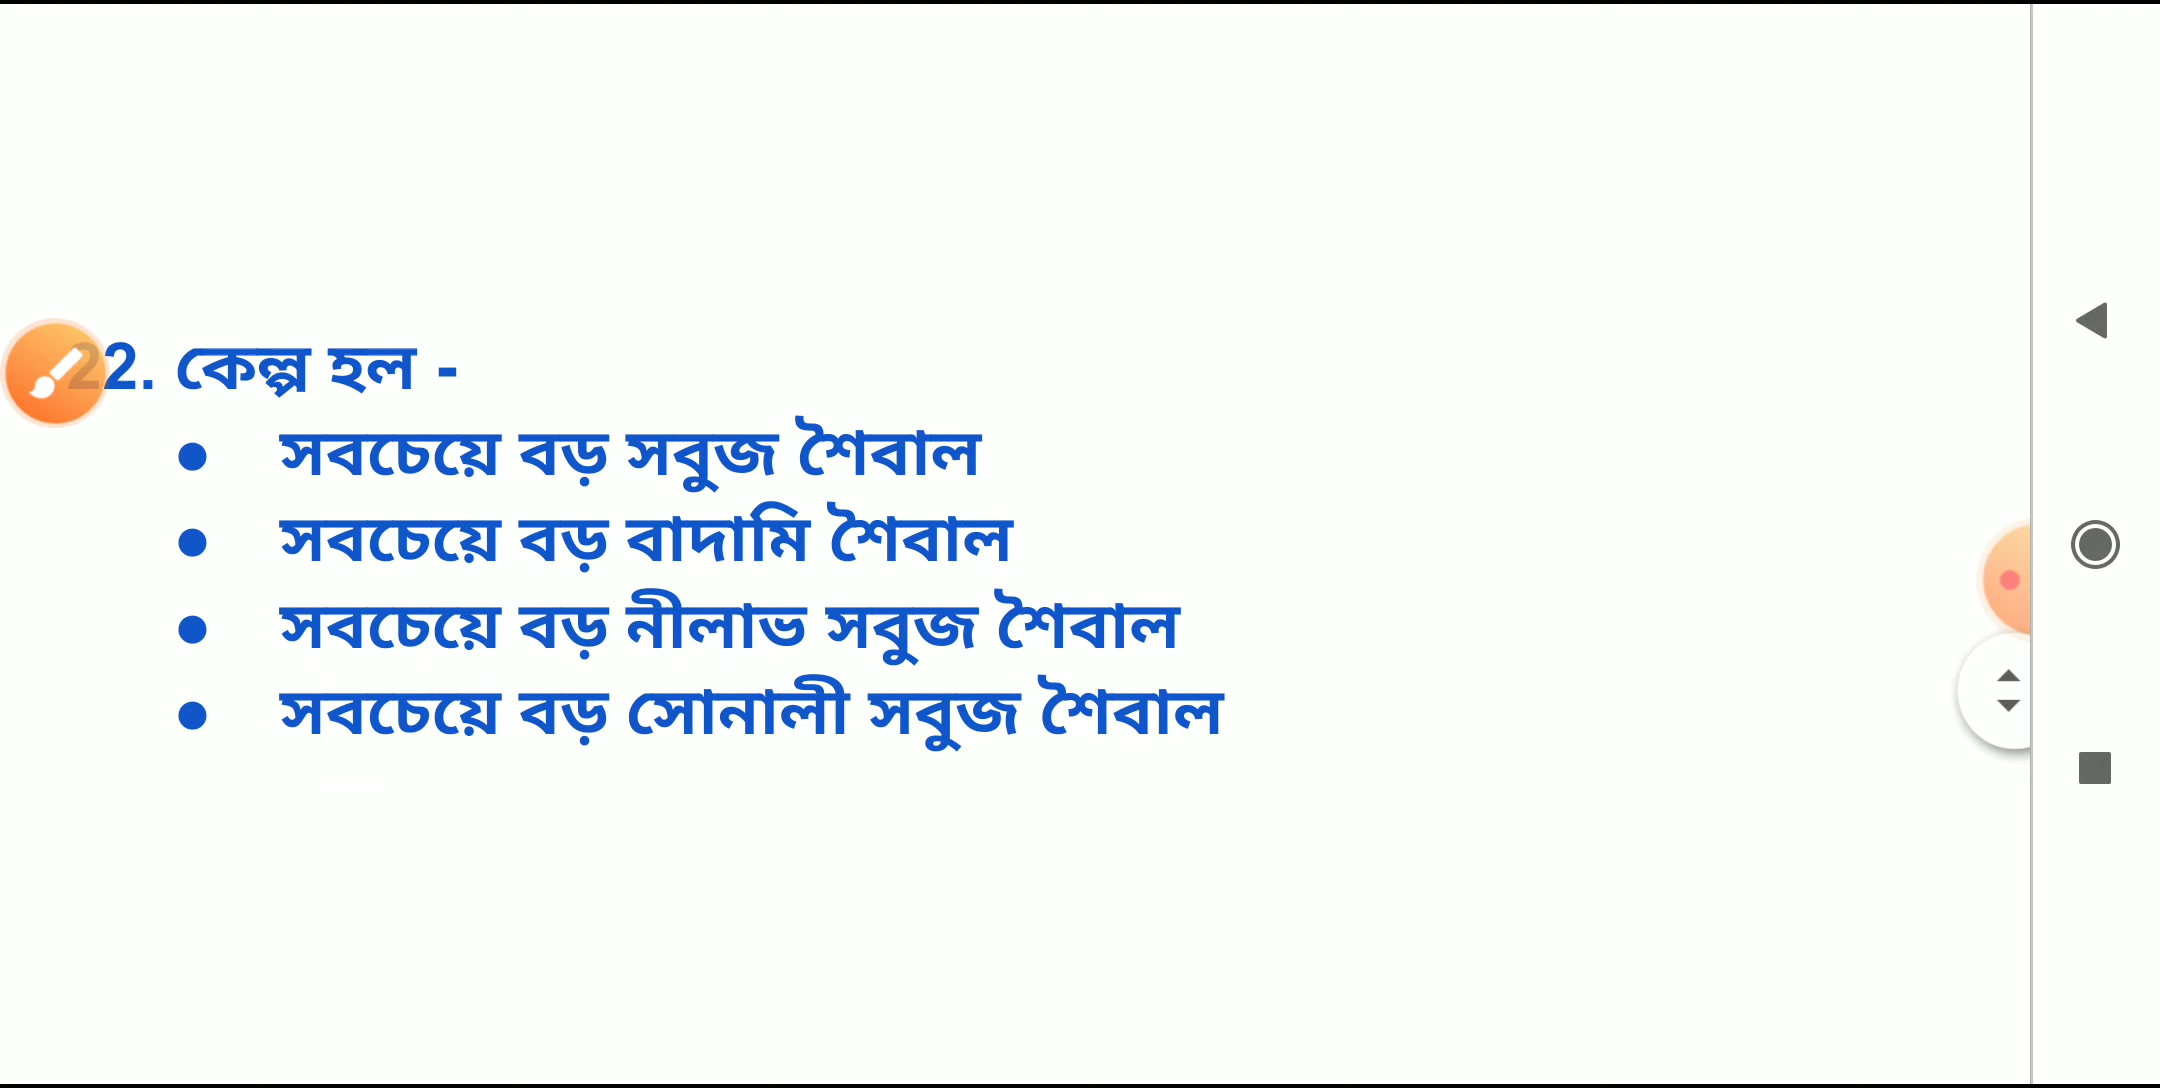 22. কেল্প হল -
● সবচেয়ে বড় সবুজ শৈবাল
● সবচেয়ে বড় বাদামি শৈবাল
● সবচেয়ে বড় নীলাভ সবুজ শৈবাল
● সবচেয়ে বড় সোনালী সবুজ শৈবাল